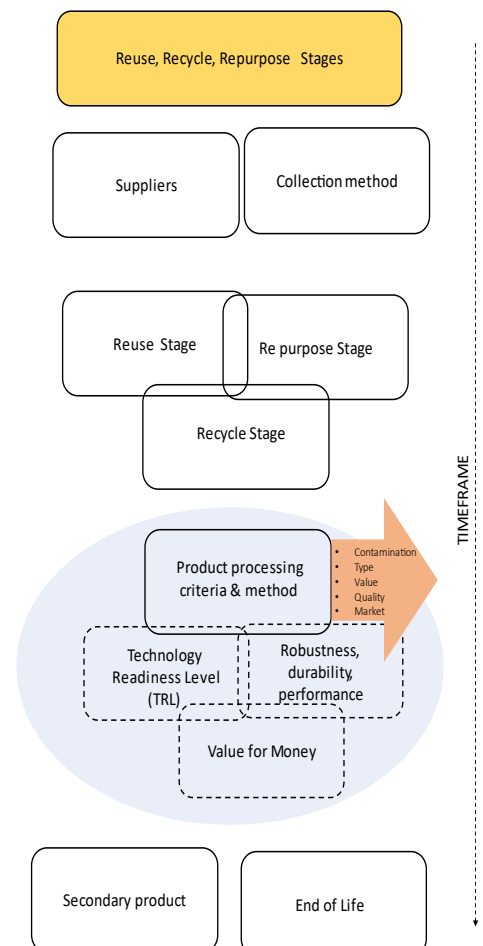 Reuse, Recycle, Repurpose Stages
Suppliers
Collection method
Reuse Stage
Re purpose Stage
Recycle Stage
TIMEFRAME
Product processing
criteria & method
• Contamination
• Type
• Value
• Quality
• Market
Technology
Readiness Level
(TRL)
Robustness,
durability,
performance
Value for Money
Secondary product
End of Life